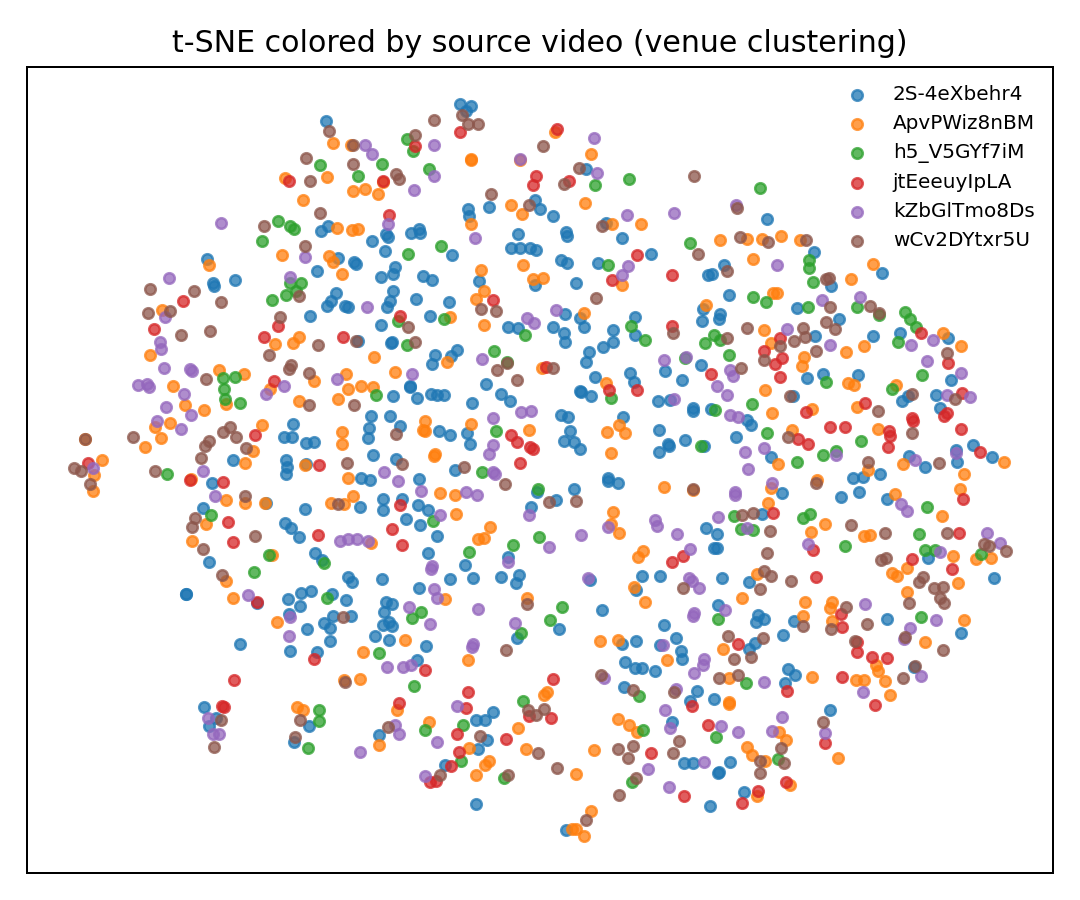 t-SNE colored by source video (venue clustering)
2S-4eXbehr4
ApvPWiz8nBM
h5_V5GYf7iM
jtEeeuyIpLA
kZbGlTmo8Ds
wCv2DYtxr5U